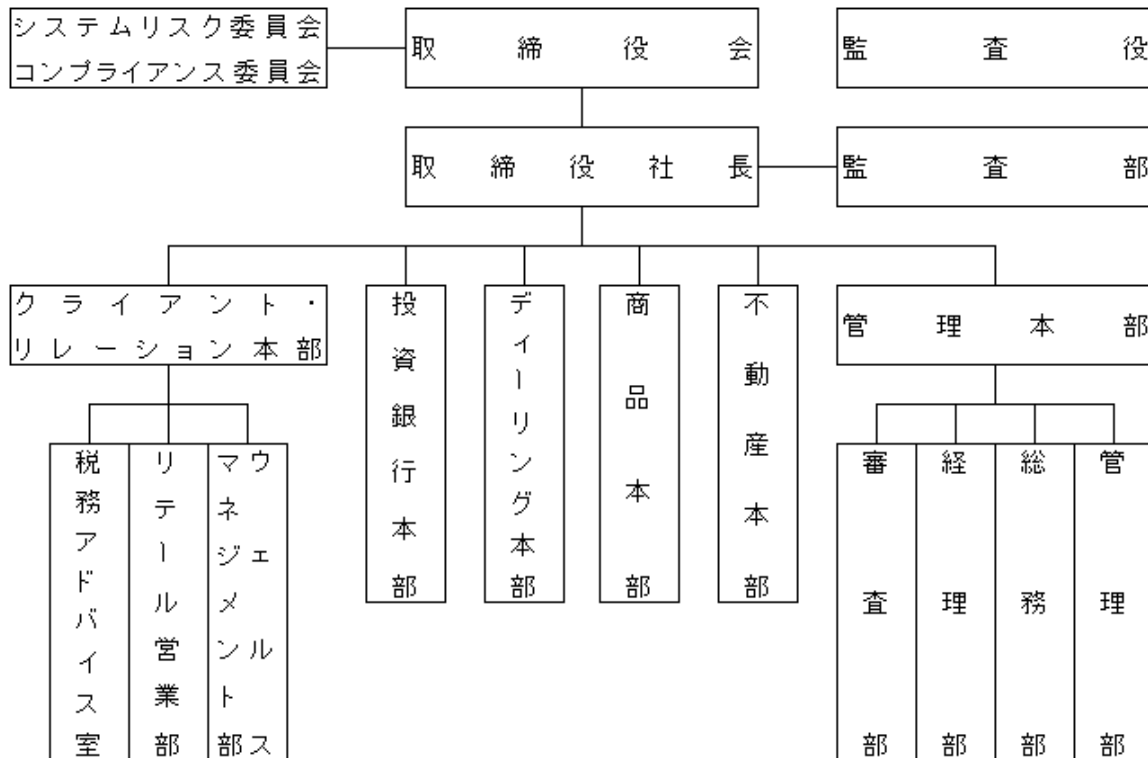 システムリスク委員会
コンプライアンス委員会
取締役会
監査役
取締役社長
監査部
クライアント・
リレーション本部
投資銀行本部
ディーリング本部
商品本部
不動産本部
管理本部
税務アドバイス室
リテール営業部
ウェルス
マネジメント部
審査部
経理部
総務部
管理部